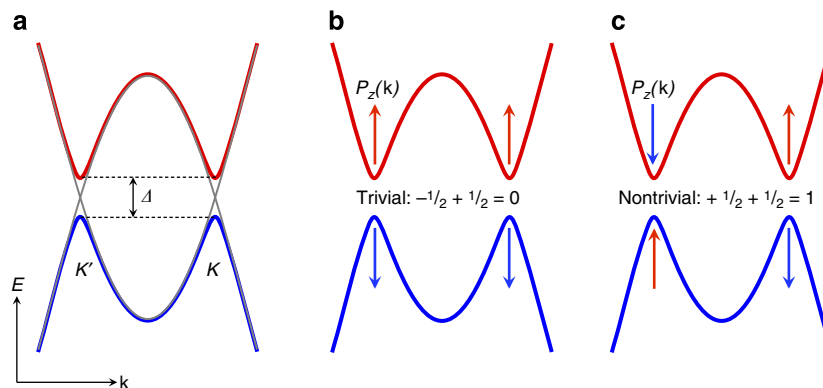 a
b
c
P_z(k)
P_z(k)
Δ
Trivial: –1/2 + 1/2 = 0
Nontrivial: + 1/2 + 1/2 = 1
K′
K
E
k